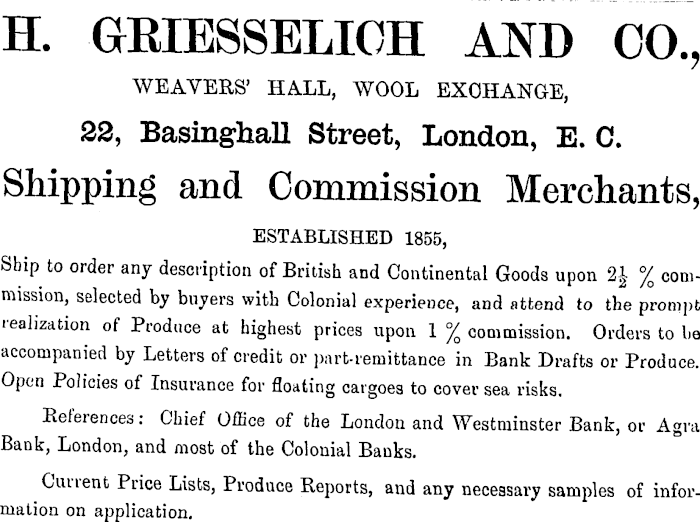 H. GRIESSELICH AND CO.,
WEAVERS' HALL, WOOL EXCHANGE,
22, Basinghall Street, London, E. C.
Shipping and Commission Merchants,
ESTABLISHED 1855,
Ship to order any description of British and Continental Goods upon 2½ % com-
mission, selected by buyers with Colonial experience, and attend to the prompt
realization of Produce at highest prices upon 1 % commission. Orders to be
accompanied by Letters of credit or part-remittance in Bank Drafts or Produce.
Open Policies of Insurance for floating cargoes to cover sea risks.
References: Chief Office of the London and Westminster Bank, or Agra
Bank, London, and most of the Colonial Banks.
Current Price Lists, Produce Reports, and any necessary samples of infor-
mation on application.